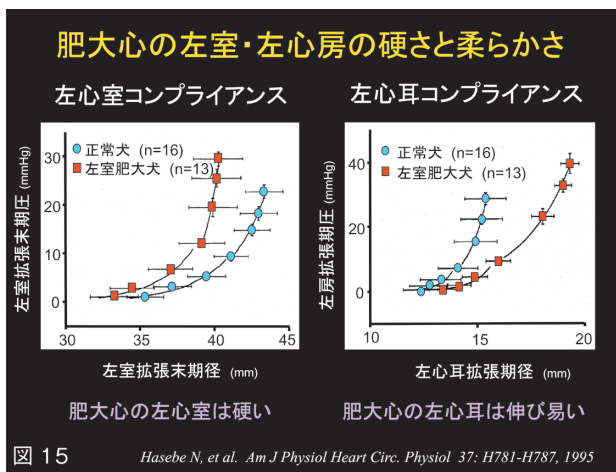 肥大心の左室・左心房の硬さと柔らかさ
左心室コンプライアンス
左心耳コンプライアンス
正常犬 (n=16)
左室肥大犬 (n=13)
左室拡張末期圧 (mmHg)
30
20
10
0
30
35
40
45
左室拡張末期径 (mm)
正常犬 (n=16)
左室肥大犬 (n=13)
左房拡張末期圧 (mmHg)
40
20
0
10
15
20
左心耳拡張期径 (mm)
肥大心の左心室は硬い
肥大心の左心耳は伸び易い
図 15
Hasebe N, et al. Am J Physiol Heart Circ. Physiol 37: H781-H787, 1995